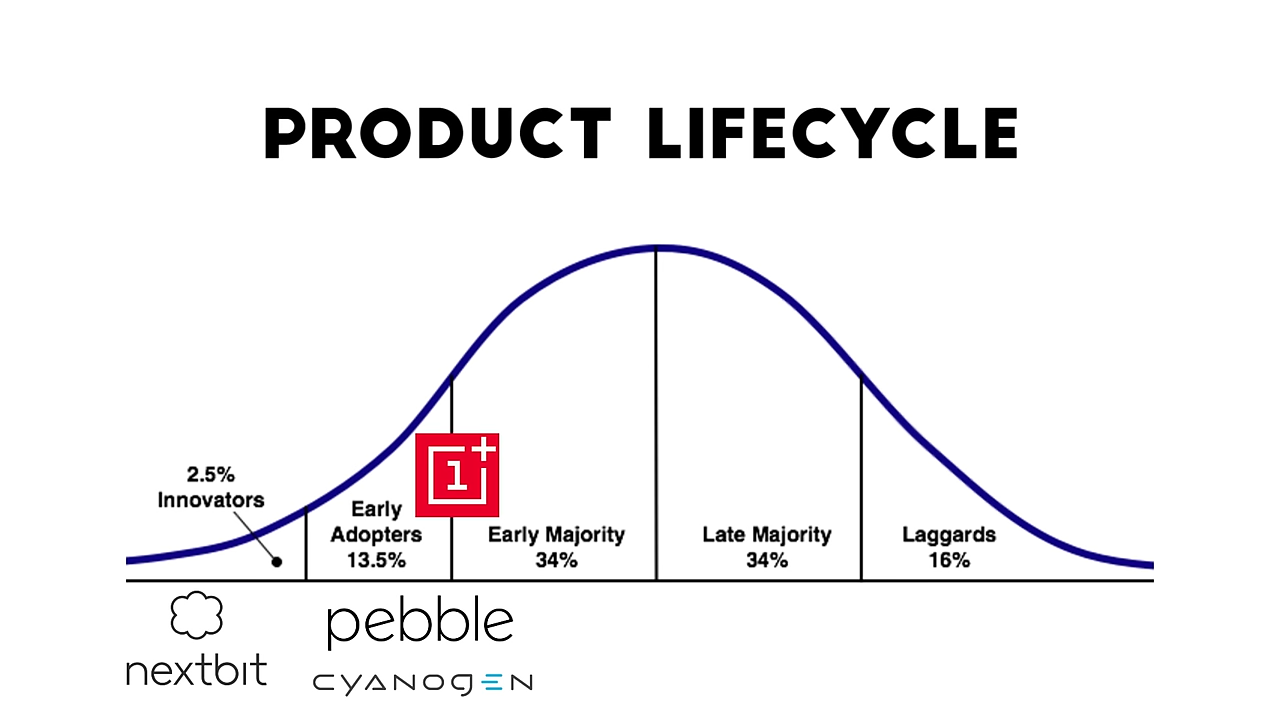 PRODUCT LIFECYCLE
2.5%
Innovators
Early
Adopters
13.5%
1+
Early Majority
34%
Late Majority
34%
Laggards
16%
nextbit
pebble
CYANOGEN